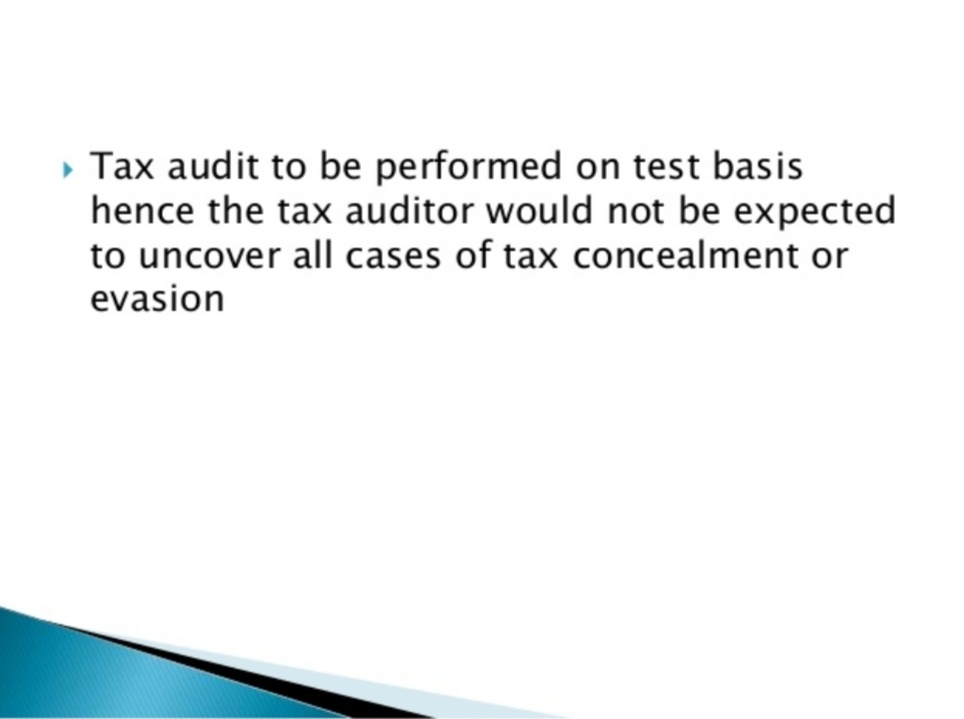 Tax audit to be performed on test basis
hence the tax auditor would not be expected
to uncover all cases of tax concealment or
evasion